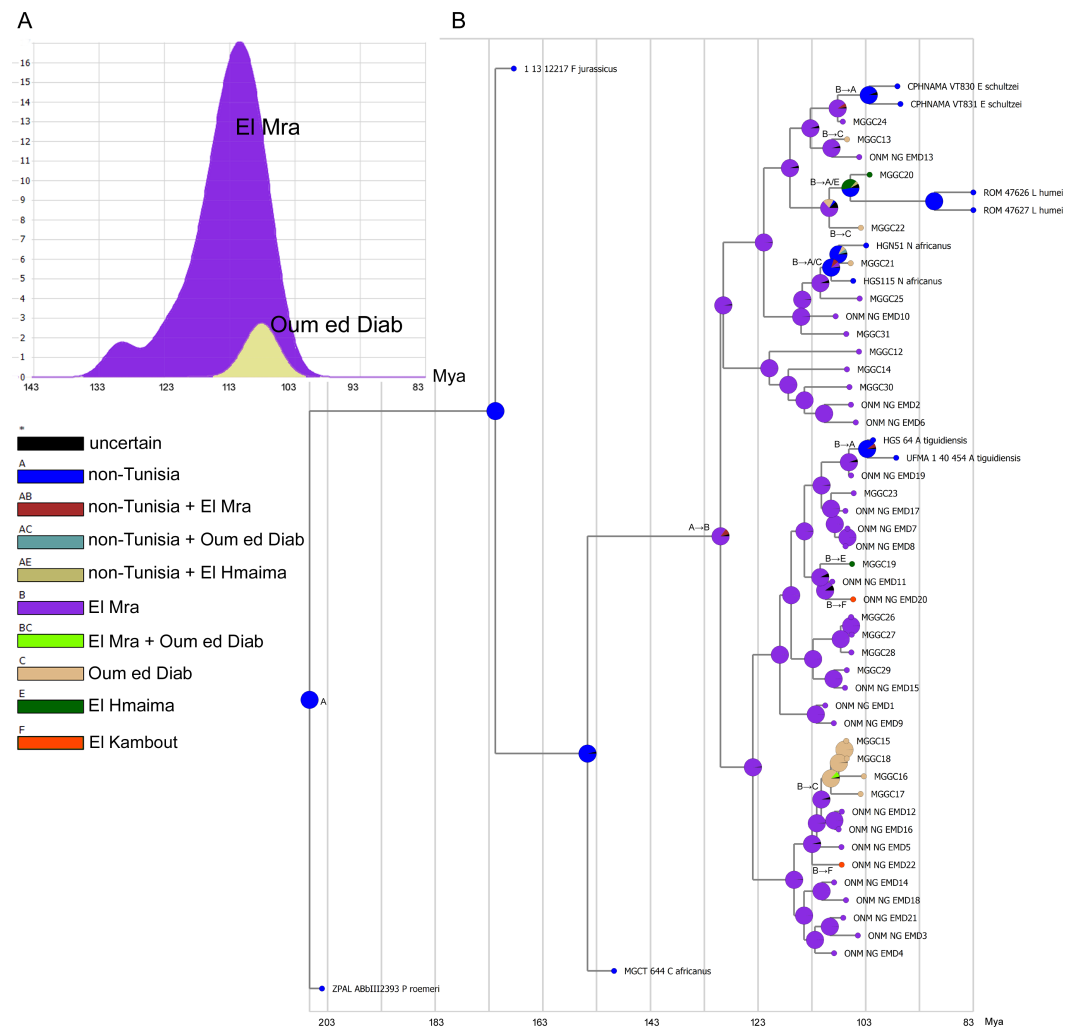 A
B
16
15
14
13
12
11
10
9
8
7
6
5
4
3
2
1
0
El Mra
Oum ed Diab
143
133
123
113
103
93
83
Mya
*
uncertain
A
non-Tunisia
AB
non-Tunisia + El Mra
AC
non-Tunisia + Oum ed Diab
AE
non-Tunisia + El Hmaima
B
El Mra
BC
El Mra + Oum ed Diab
C
Oum ed Diab
E
El Hmaima
F
El Kambout
1 13 12217 F jurassicus
B→A
CPHNAMA VT830 E schultzei
CPHNAMA VT831 E schultzei
MGGC24
B→C
MGGC13
ONM NG EMD13
MGGC20
B→A/E
ROM 47626 L humei
ROM 47627 L humei
MGGC22
B→C
HGN51 N africanus
B→A/C
MGGC21
HGS115 N africanus
MGGC25
ONM NG EMD10
MGGC31
MGGC12
MGGC14
MGGC30
ONM NG EMD2
ONM NG EMD6
B→A
HGS 64 A tiguidiensis
UFMA 1 40 454 A tiguidiensis
ONM NG EMD19
MGGC23
ONM NG EMD17
A→B
ONM NG EMD7
ONM NG EMD8
B→E
MGGC19
ONM NG EMD11
ONM NG EMD20
B→F
MGGC26
MGGC27
MGGC28
MGGC29
ONM NG EMD15
A
ONM NG EMD1
ONM NG EMD9
MGGC15
MGGC18
MGGC16
B→C
MGGC17
ONM NG EMD12
ONM NG EMD16
ONM NG EMD5
ONM NG EMD22
B→F
ONM NG EMD14
ONM NG EMD18
ONM NG EMD21
ONM NG EMD3
ONM NG EMD4
MGCT 644 C africanus
ZPAL ABbIII2393 P roemeri
203
183
163
143
123
103
83
Mya